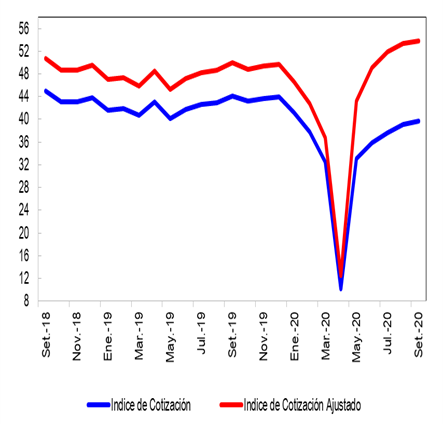 56
52
48
44
40
36
32
28
24
20
16
12
8
Set.-18
Nov.-18
Ene.-19
Mar.-19
May.-19
Jul.-19
Set.-19
Nov.-19
Ene.-20
Mar.-20
May.-20
Jul.-20
Set.-20
Indice de Cotización
Indice de Cotización Ajustado